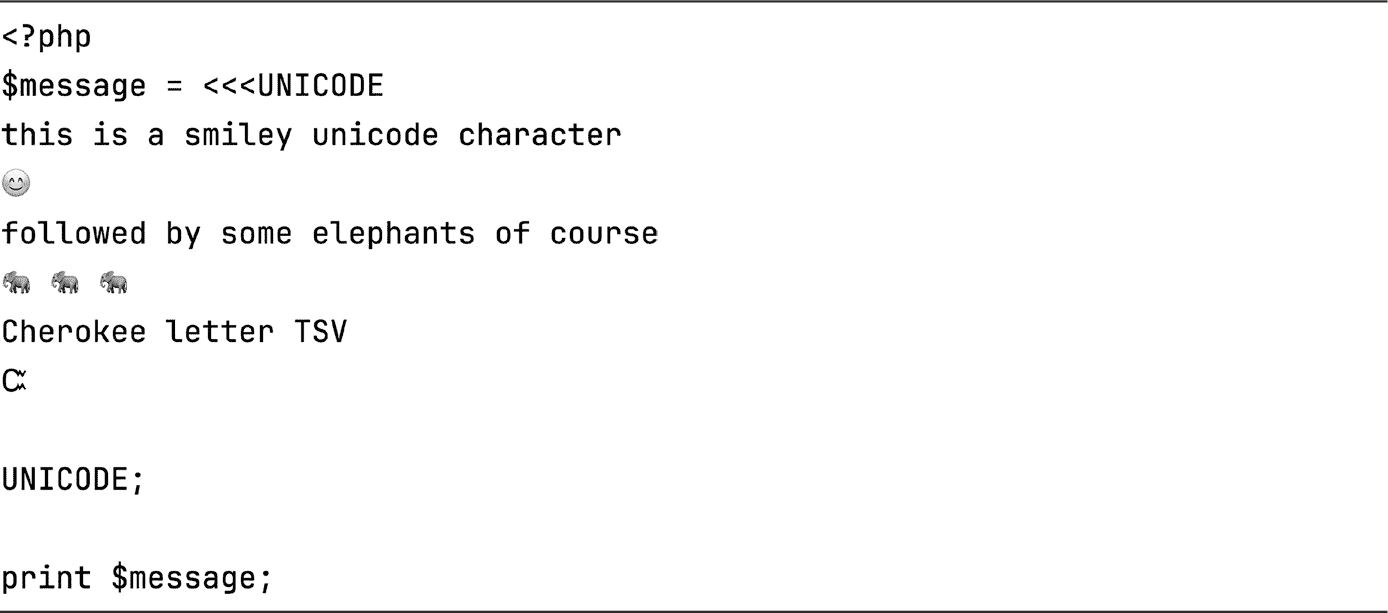 <?php
$message = <<<UNICODE
this is a smiley unicode character
😊
followed by some elephants of course
🐘 🐘 🐘
Cherokee letter TSV
Ꮳ

UNICODE;

print $message;